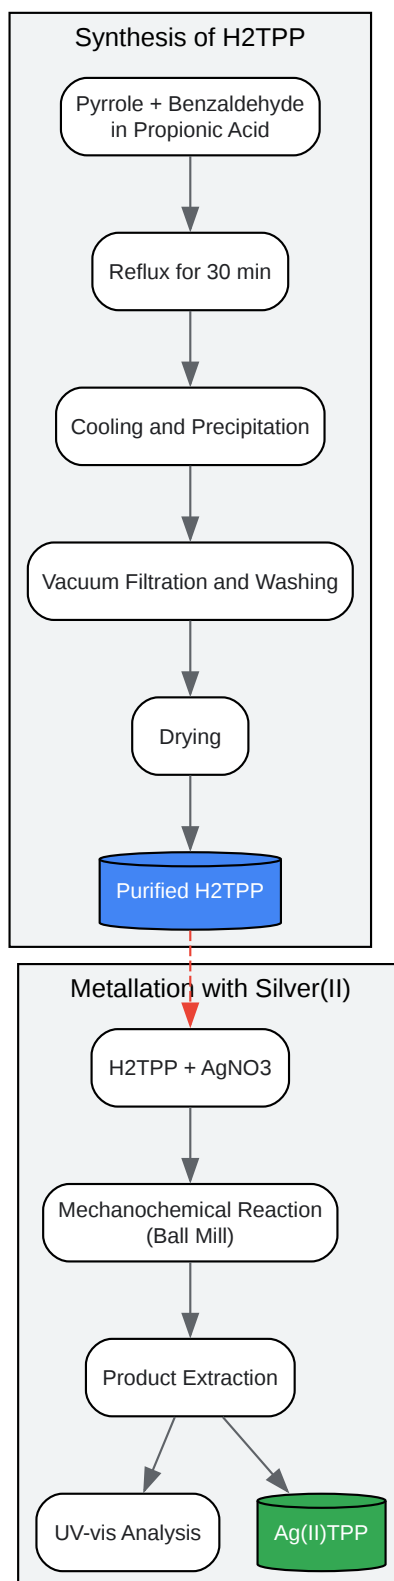 Synthesis of H2TPP
Pyrrole + Benzaldehyde
in Propionic Acid
Reflux for 30 min
Cooling and Precipitation
Vacuum Filtration and Washing
Drying
Purified H2TPP
Metallation with Silver(II)
H2TPP + AgNO3
Mechanochemical Reaction
(Ball Mill)
Product Extraction
UV-vis Analysis
Ag(II)TPP